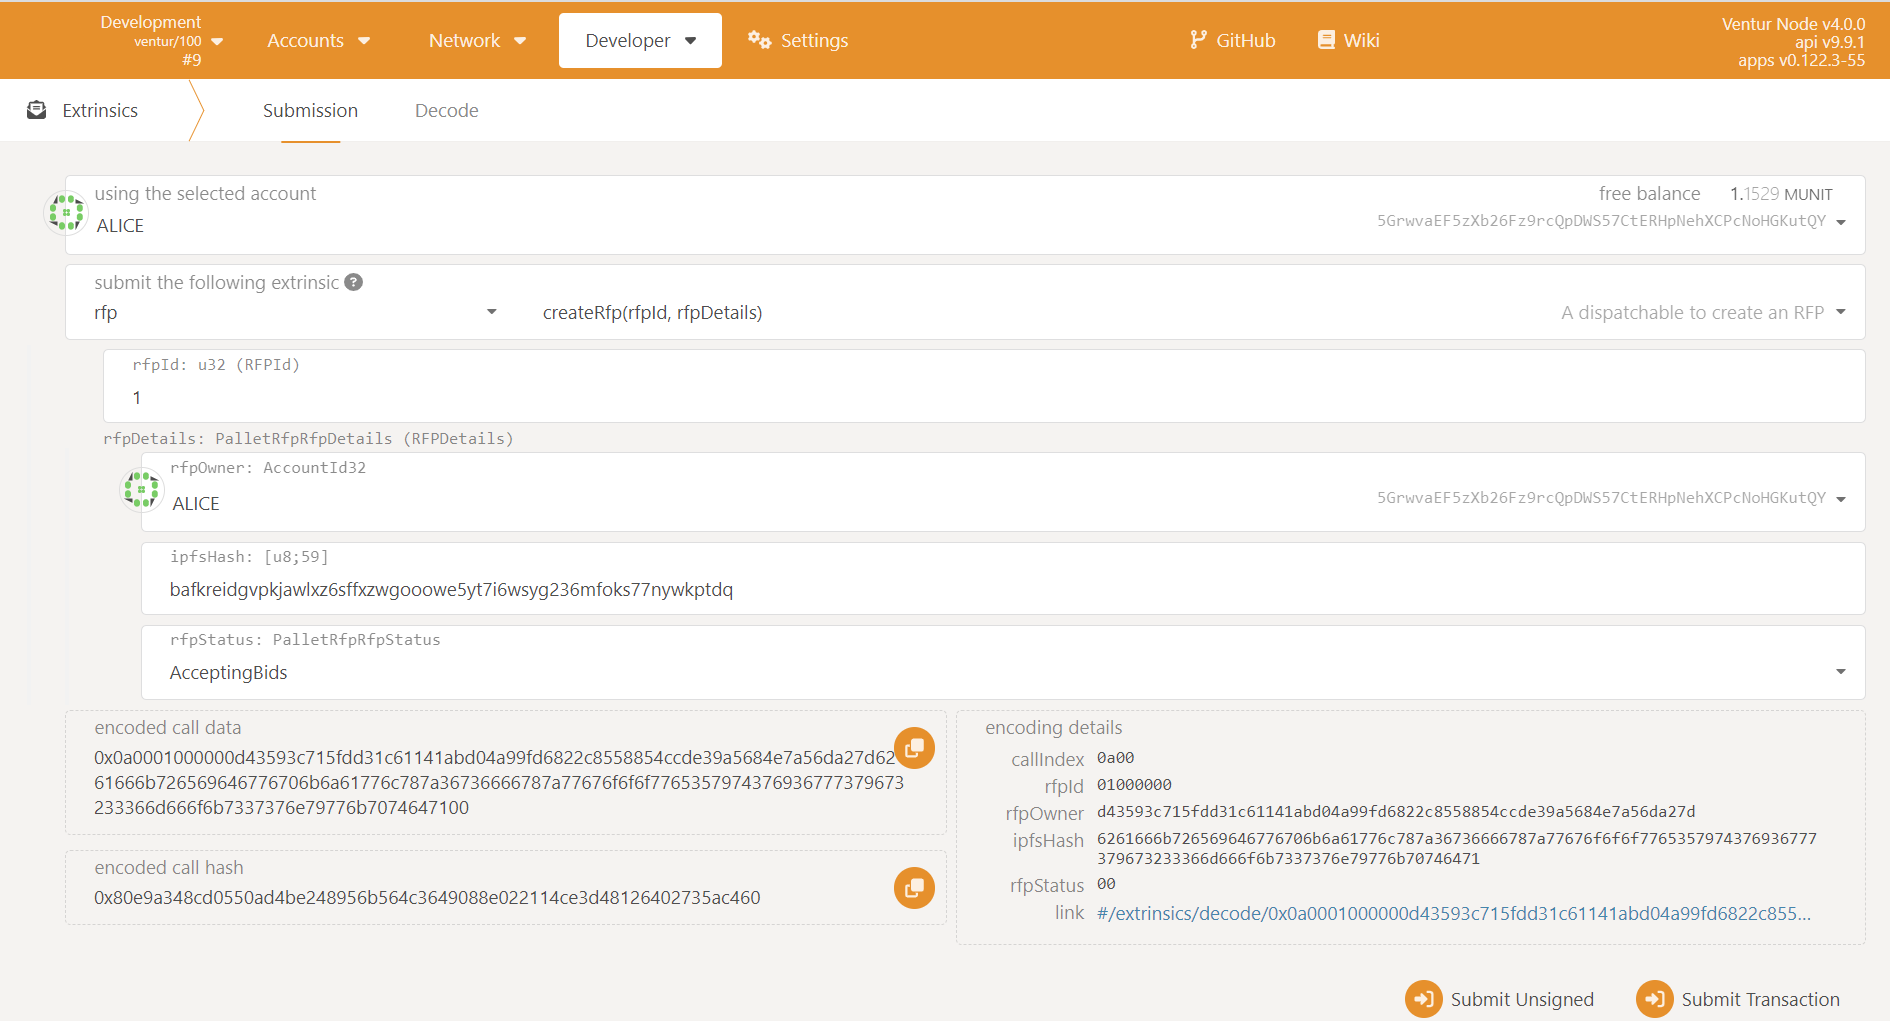 Development
ventur/100
#9
Accounts
Network
Developer
Settings
GitHub
Wiki
Ventur Node v4.0.0
api v9.9.1
apps v0.122.3-55
Extrinsics
Submission
Decode
using the selected account
free balance 1.1529 MUNIT
ALICE
5GrwvaEF5zXb26Fz9rcQpDWS57CtERHpNehXCPcNoHGKutQY
submit the following extrinsic ?
rfp
createRfp(rfpId, rfpDetails)
A dispatchable to create an RFP
rfpId: u32 (RFPId)
1
rfpDetails: PalletRfpRfpDetails (RFPDetails)
rfpOwner: AccountId32
ALICE
5GrwvaEF5zXb26Fz9rcQpDWS57CtERHpNehXCPcNoHGKutQY
ipfsHash: [u8;59]
bafkreidgvpkjawlxz6sffxzwgooowe5yt7i6wsyg236mfoks77nywkptdq
rfpStatus: PalletRfpRfpStatus
AcceptingBids
encoded call data
0x0a0001000000d43593c715fdd31c61141abd04a99fd6822c8558854ccde39a5684e7a56da27d62
61666b726569646776706b6a61776c787a36736666787a77676f6f6f7765357974376936777379673
233366d666f6b7337376e79776b7074647100
encoded call hash
0x80e9a348cd0550ad4be248956b564c3649088e022114ce3d48126402735ac460
encoding details
callIndex 0a00
rfpId 01000000
rfpOwner d43593c715fdd31c61141abd04a99fd6822c8558854ccde39a5684e7a56da27d
ipfsHash 6261666b726569646776706b6a61776c787a36736666787a77676f6f6f7765357974376936777
379673233366d666f6b7337376e79776b70746471
rfpStatus 00
link #/extrinsics/decode/0x0a0001000000d43593c715fdd31c61141abd04a99fd6822c855...
Submit Unsigned
Submit Transaction